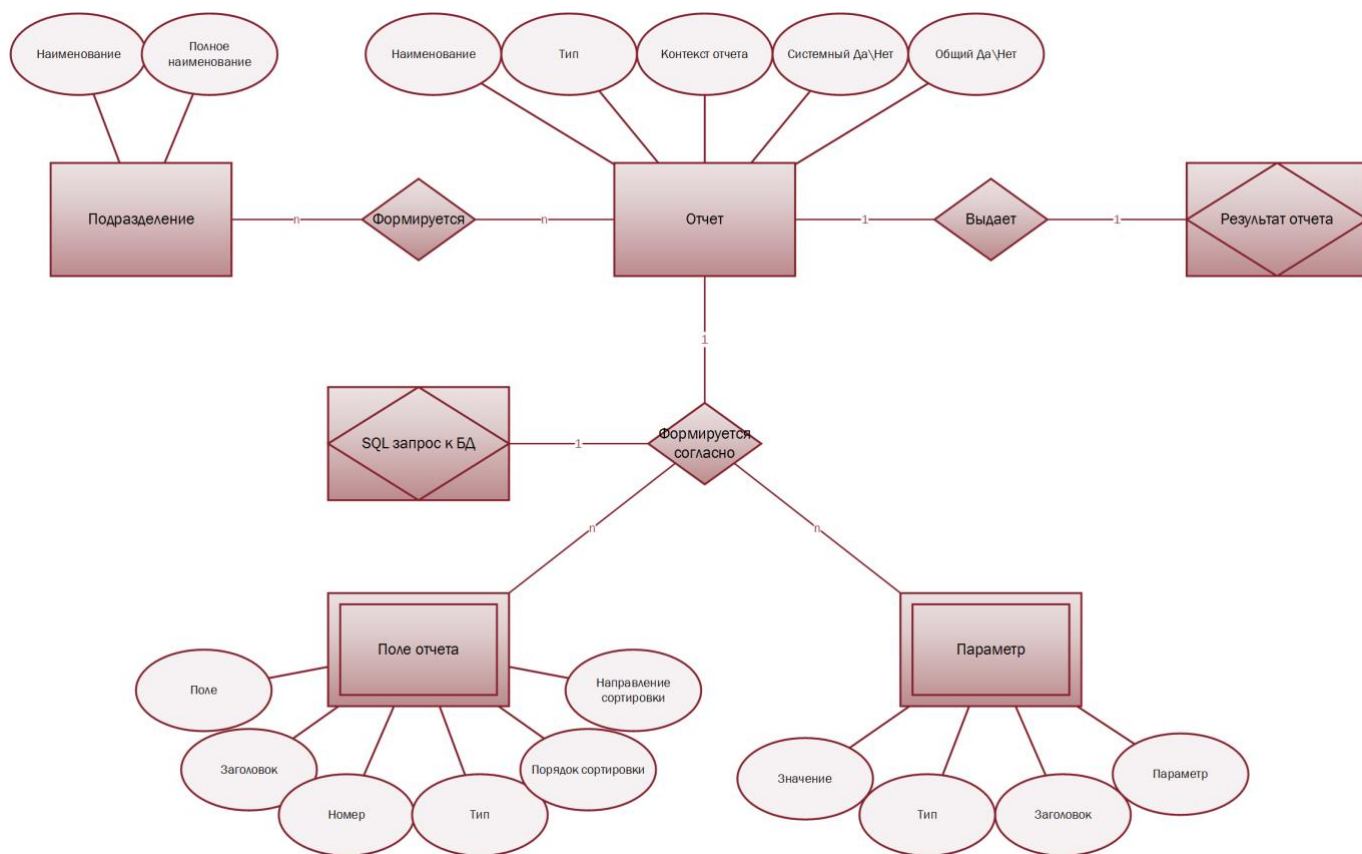 Наименование
Полное
наименование
Наименование
Тип
Контекст отчета
Системный Да\Нет
Общий Да\Нет
Подразделение
n
Формируется
n
Отчет
1
Выдает
1
Результат отчета
1
SQL запрос к БД
1
Формируется
согласно
n
n
Поле отчета
Параметр
Поле
Заголовок
Номер
Тип
Порядок сортировки
Направление
сортировки
Значение
Тип
Заголовок
Параметр